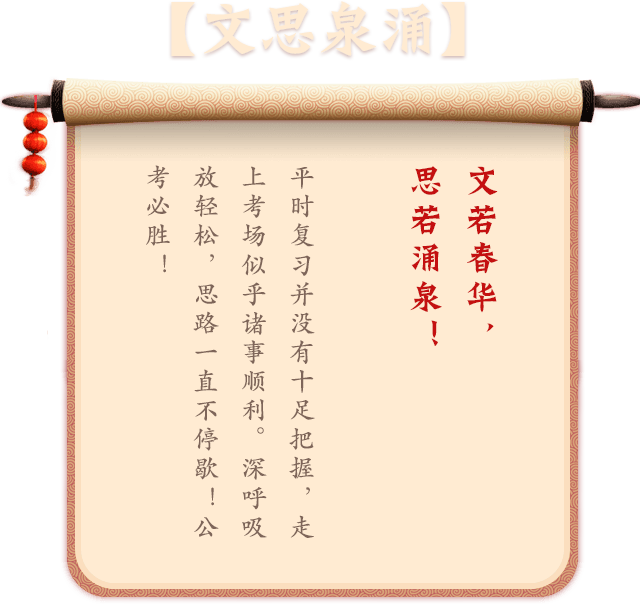 【文思泉涌】
文若春华，
思若涌泉！
平时复习并没有十足把握，走
上考场似乎诸事顺利。深呼吸
放轻松，思路一直不停歇！公
考必胜！